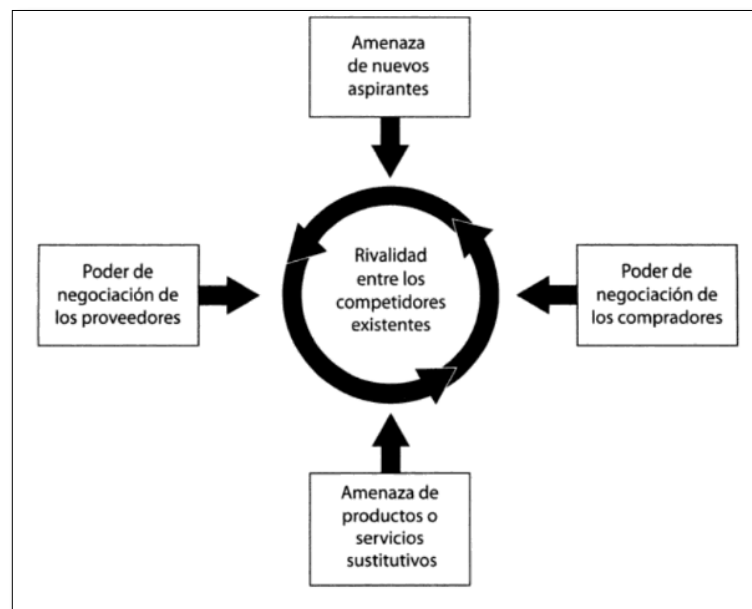 Amenaza
de nuevos
aspirantes
Poder de
negociación de
los proveedores
Rivalidad
entre los
competidores
existentes
Poder de
negociación de
los compradores
Amenaza de
productos o
servicios
sustitutivos